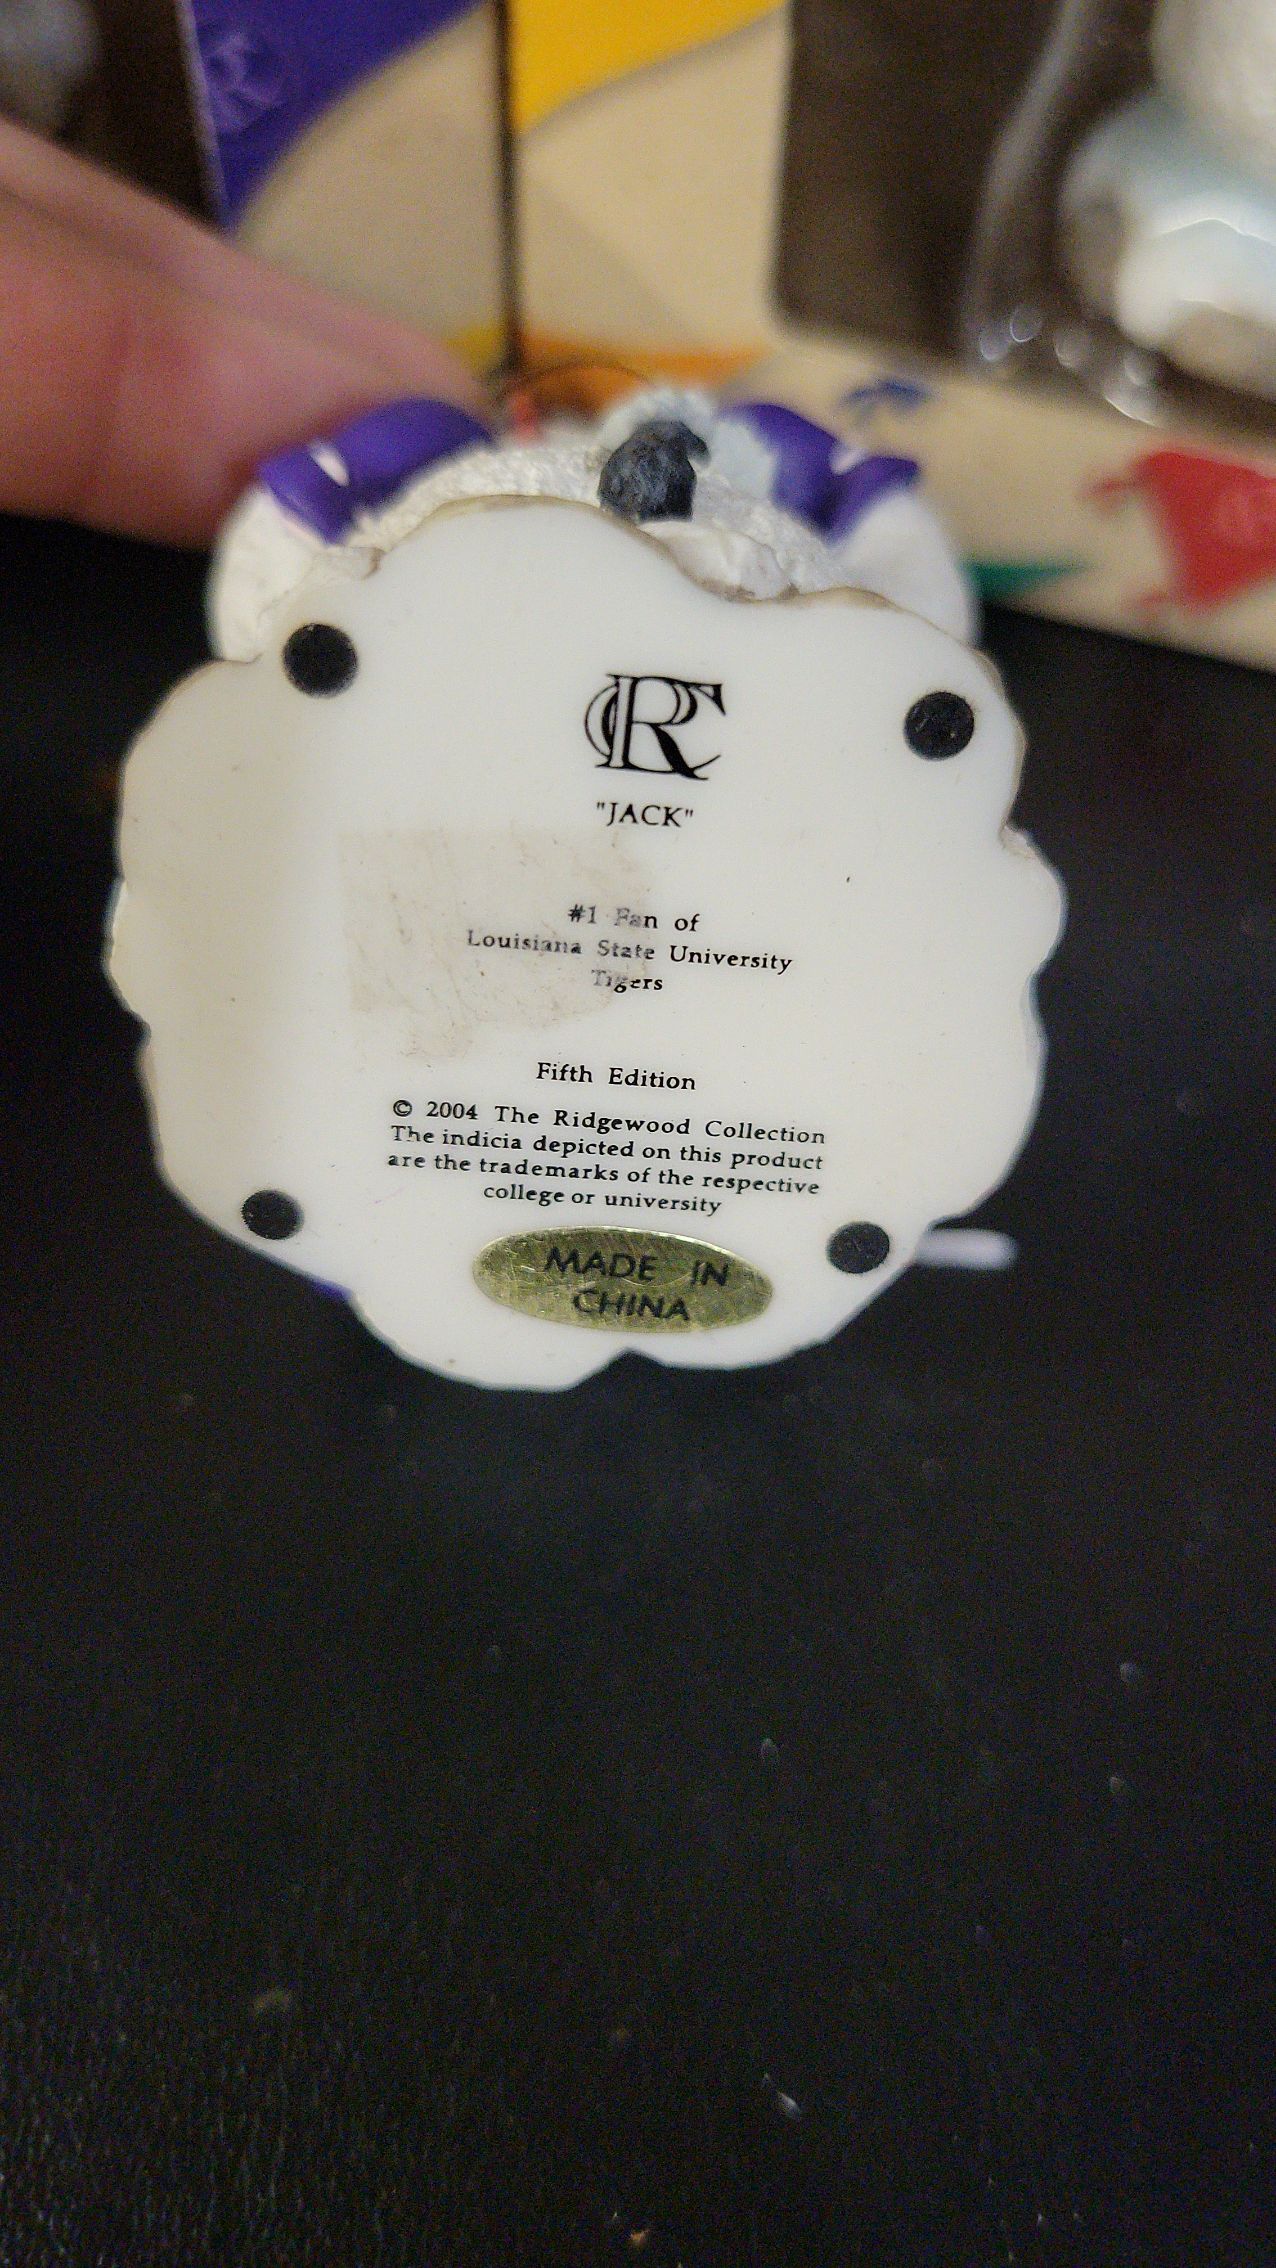 "JACK"
#1 Fan of
Louisiana State University
Tigers
Fifth Edition
© 2004 The Ridgewood Collection
The indicia depicted on this product
are the trademarks of the respective
college or university
MADE IN
CHINA